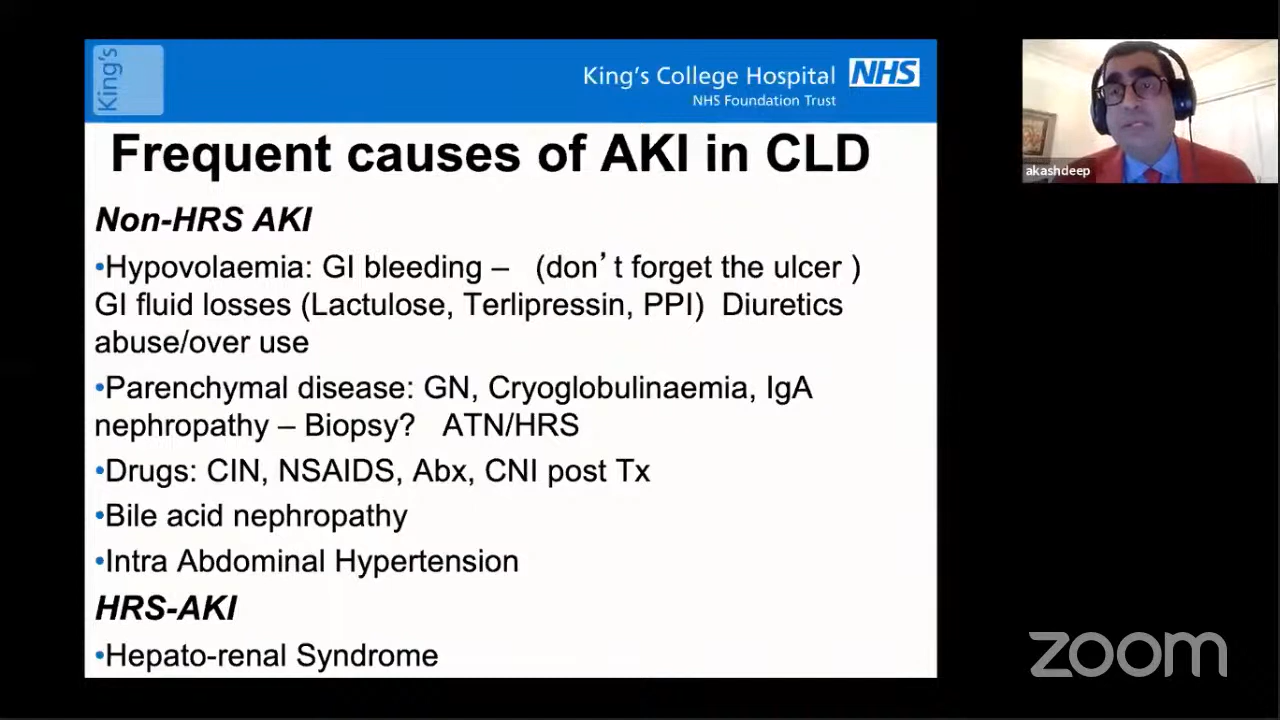 King's
King's College Hospital NHS
NHS Foundation Trust
Frequent causes of AKI in CLD
Non-HRS AKI
•Hypovolaemia: GI bleeding – (don't forget the ulcer )
GI fluid losses (Lactulose, Terlipressin, PPI) Diuretics
abuse/over use
•Parenchymal disease: GN, Cryoglobulinaemia, IgA
nephropathy – Biopsy? ATN/HRS
•Drugs: CIN, NSAIDS, Abx, CNI post Tx
•Bile acid nephropathy
•Intra Abdominal Hypertension
HRS-AKI
•Hepato-renal Syndrome
akashdeep
zoom